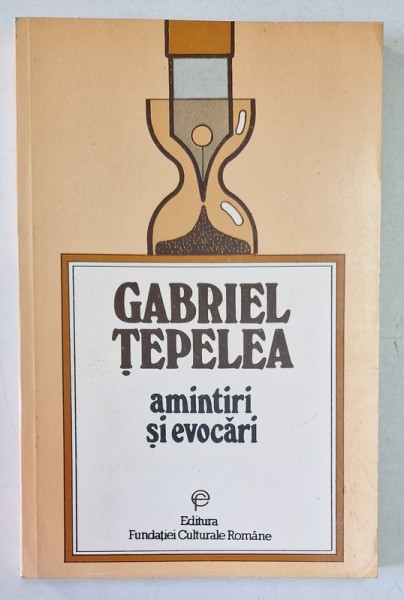 GABRIEL
ȚEPELEA
amintiri
și evocări
Editura
Fundației Culturale Române